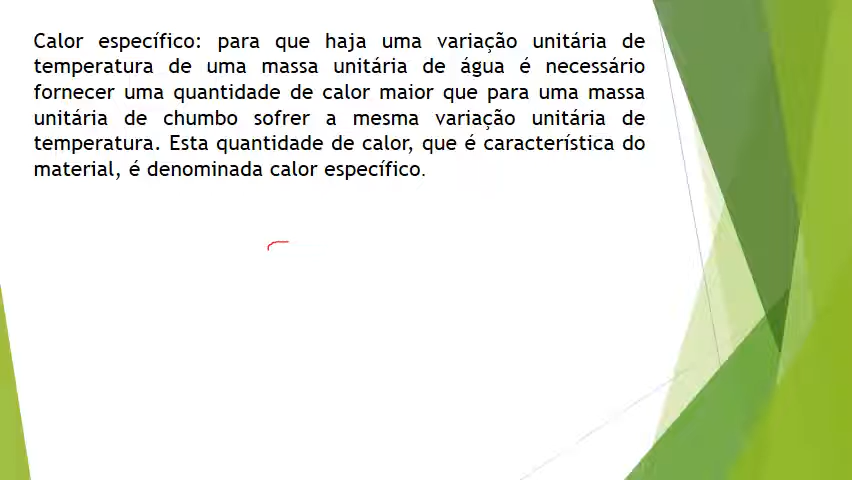 Calor específico: para que haja uma variação unitária de
temperatura de uma massa unitária de água é necessário
fornecer uma quantidade de calor maior que para uma massa
unitária de chumbo sofrer a mesma variação unitária de
temperatura. Esta quantidade de calor, que é característica do
material, é denominada calor específico.